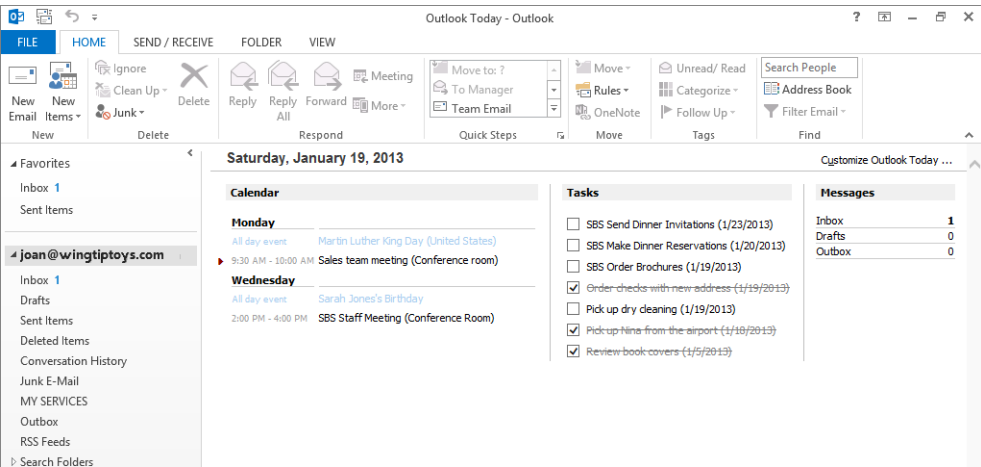 Outlook Today - Outlook
FILE HOME SEND / RECEIVE FOLDER VIEW
New Email
New Items
New
Ignore
Clean Up
Junk
Delete
Delete
Reply
Reply All
Forward
Meeting
More
Respond
Move to: ?
To Manager
Team Email
Quick Steps
Move
Rules
OneNote
Move
Unread/ Read
Categorize
Follow Up
Tags
Search People
Address Book
Filter Email
Find
Favorites
Inbox 1
Sent Items
joan@wingtiptoys.com
Inbox 1
Drafts
Sent Items
Deleted Items
Conversation History
Junk E-Mail
MY SERVICES
Outbox
RSS Feeds
Search Folders
Saturday, January 19, 2013
Customize Outlook Today ...
Calendar
Monday
All day event Martin Luther King Day (United States)
9:30 AM - 10:00 AM Sales team meeting (Conference room)
Wednesday
All day event Sarah Jones's Birthday
2:00 PM - 4:00 PM SBS Staff Meeting (Conference Room)
Tasks
SBS Send Dinner Invitations (1/23/2013)
SBS Make Dinner Reservations (1/20/2013)
SBS Order Brochures (1/19/2013)
Order checks with new address (1/19/2013)
Pick up dry cleaning (1/19/2013)
Pick up Nina from the airport (1/18/2013)
Review book covers (1/5/2013)
Messages
Inbox 1
Drafts 0
Outbox 0